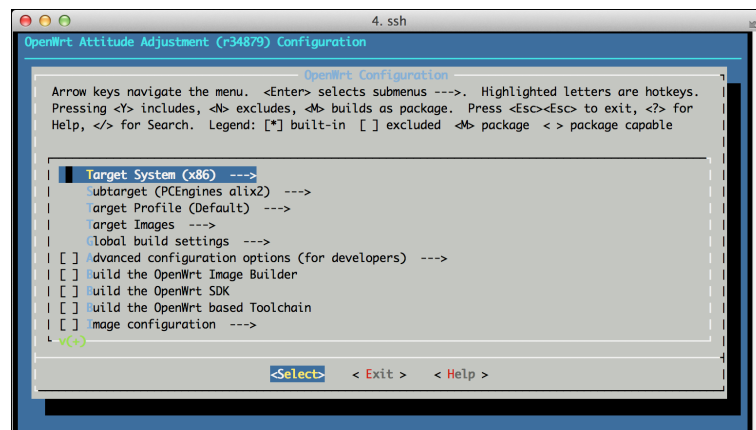 4. ssh
OpenWrt Attitude Adjustment (r34879) Configuration
OpenWrt Configuration
Arrow keys navigate the menu.  <Enter> selects submenus --->.  Highlighted letters are hotkeys.
Pressing <Y> includes, <N> excludes, <M> builds as package.  Press <Esc><Esc> to exit, <?> for
Help, </> for Search.  Legend: [*] built-in  [ ] excluded  <M> package  < > package capable
Target System (x86)  --->
Subtarget (PCEngines alix2)  --->
Target Profile (Default)  --->
Target Images  --->
Global build settings  --->
[ ] Advanced configuration options (for developers)  --->
[ ] Build the OpenWrt Image Builder
[ ] Build the OpenWrt SDK
[ ] Build the OpenWrt based Toolchain
[ ] Image configuration  --->
v(+)
<Select>    < Exit >    < Help >